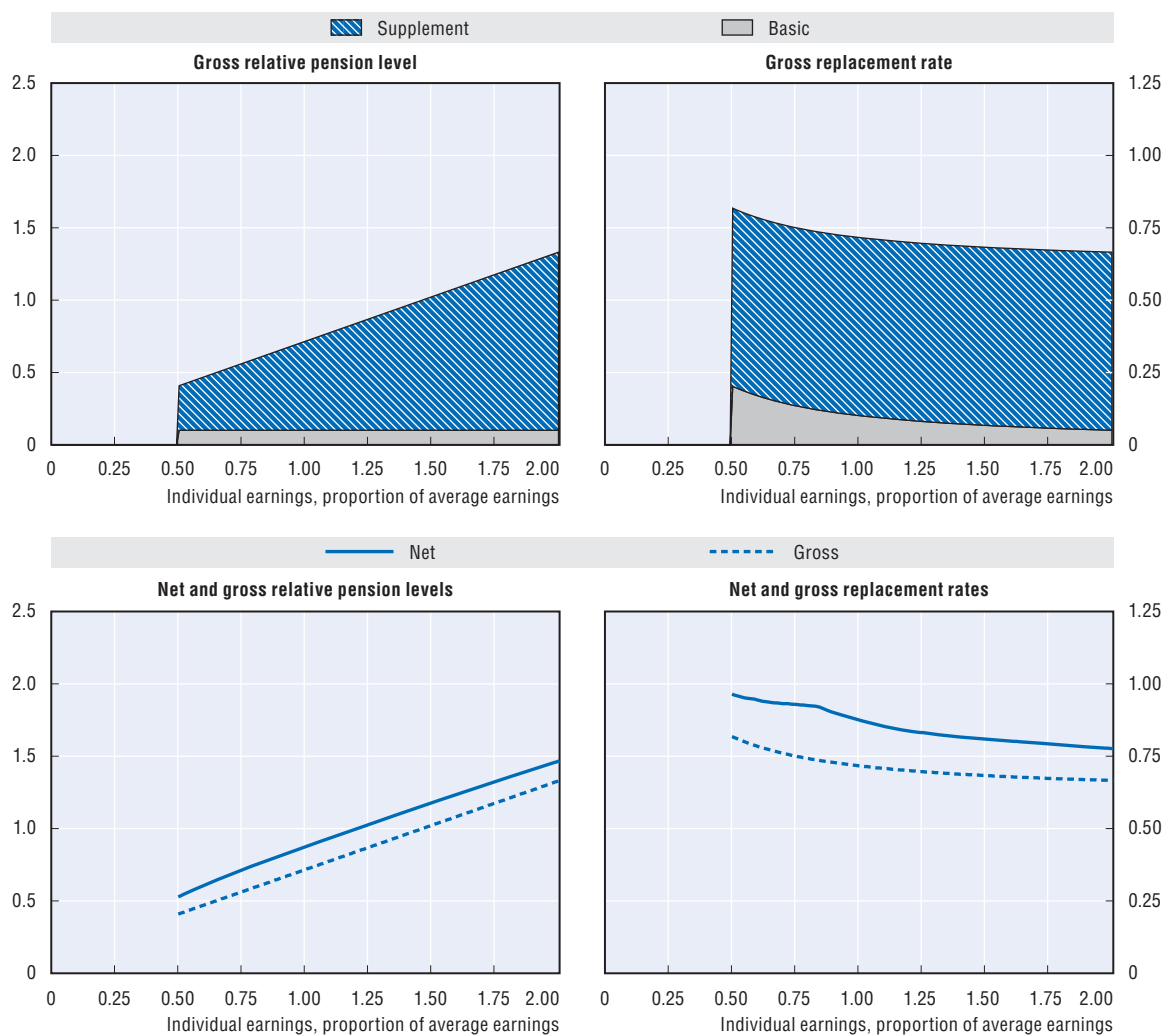 Supplement Basic
Gross relative pension level Gross replacement rate
2.5 1.25
2.0 1.00
1.5 0.75
1.0 0.50
0.5 0.25
0 0
0 0.25 0.50 0.75 1.00 1.25 1.50 1.75 2.00 0 0.25 0.50 0.75 1.00 1.25 1.50 1.75 2.00
Individual earnings, proportion of average earnings Individual earnings, proportion of average earnings
Net Gross
Net and gross relative pension levels Net and gross replacement rates
2.5 1.25
2.0 1.00
1.5 0.75
1.0 0.50
0.5 0.25
0 0
0 0.25 0.50 0.75 1.00 1.25 1.50 1.75 2.00 0 0.25 0.50 0.75 1.00 1.25 1.50 1.75 2.00
Individual earnings, proportion of average earnings Individual earnings, proportion of average earnings